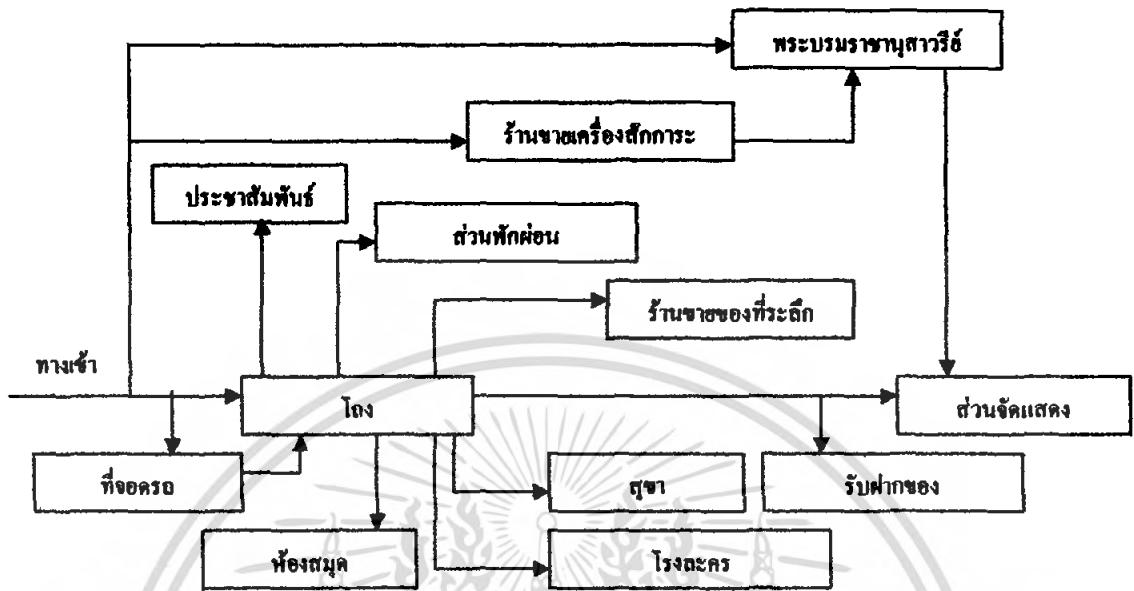 พระบรมราชานุสาวรีย์
ร้านขายเครื่องสักการะ
ประชาสัมพันธ์
ส่วนพักผ่อน
ร้านขายของที่ระลึก
ทางเข้า
โถง
ส่วนจัดแสดง
ที่จอดรถ
สุขา
รับฝากของ
ห้องสมุด
โรงละคร